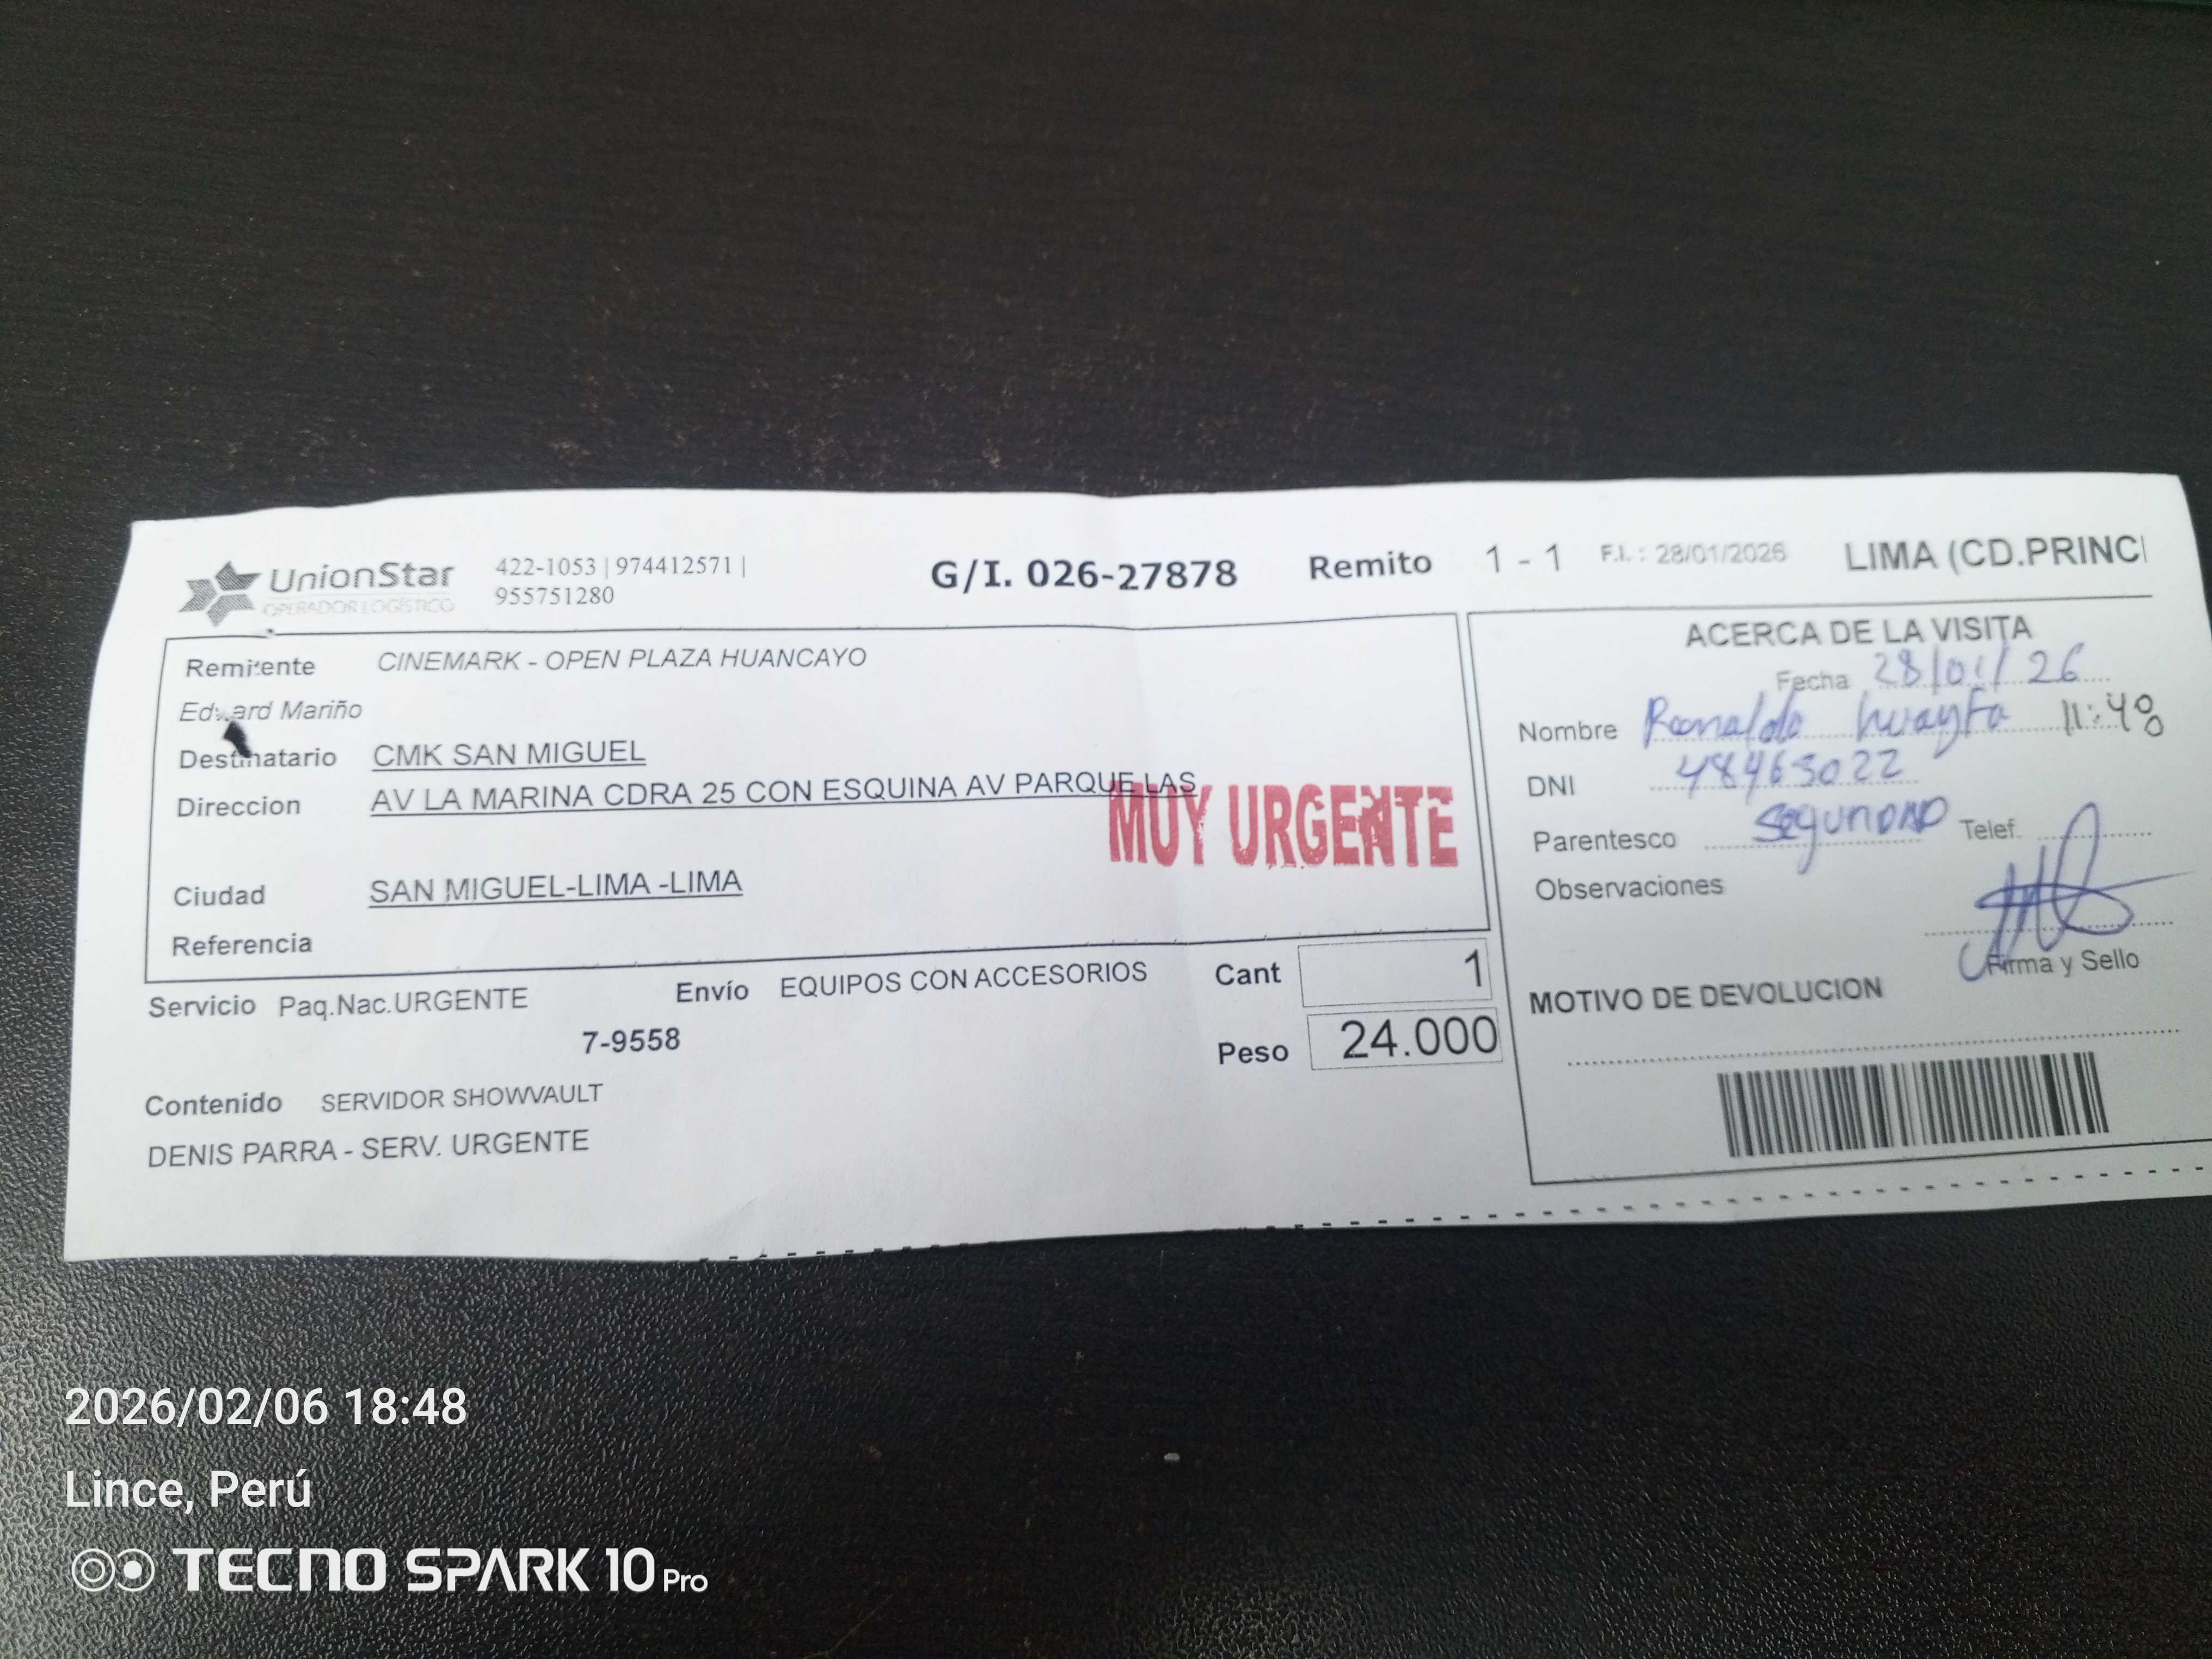 UnionStar
OPERADOR LOGÍSTICO
422-1053 | 974412571 |
955751280
G/I. 026-27878 Remito 1 - 1 F.I.: 28/01/2026 LIMA (CD.PRINCI
Remitente CINEMARK - OPEN PLAZA HUANCAYO
Edward Mariño
Destinatario CMK SAN MIGUEL
Direccion AV LA MARINA CDRA 25 CON ESQUINA AV PARQUE LAS
MUY URGENTE
Ciudad SAN MIGUEL-LIMA -LIMA
Referencia
Servicio Paq.Nac.URGENTE Envío EQUIPOS CON ACCESORIOS Cant 1
7-9558 Peso 24.000
Contenido SERVIDOR SHOWVAULT
DENIS PARRA - SERV. URGENTE
ACERCA DE LA VISITA
Fecha 28/01/26
Nombre Ronaldo huayta 11:48
DNI 48463022
Parentesco Segunono Telef.
Observaciones
Firma y Sello
MOTIVO DE DEVOLUCION
2026/02/06 18:48
Lince, Perú
TECNO SPARK 10 Pro